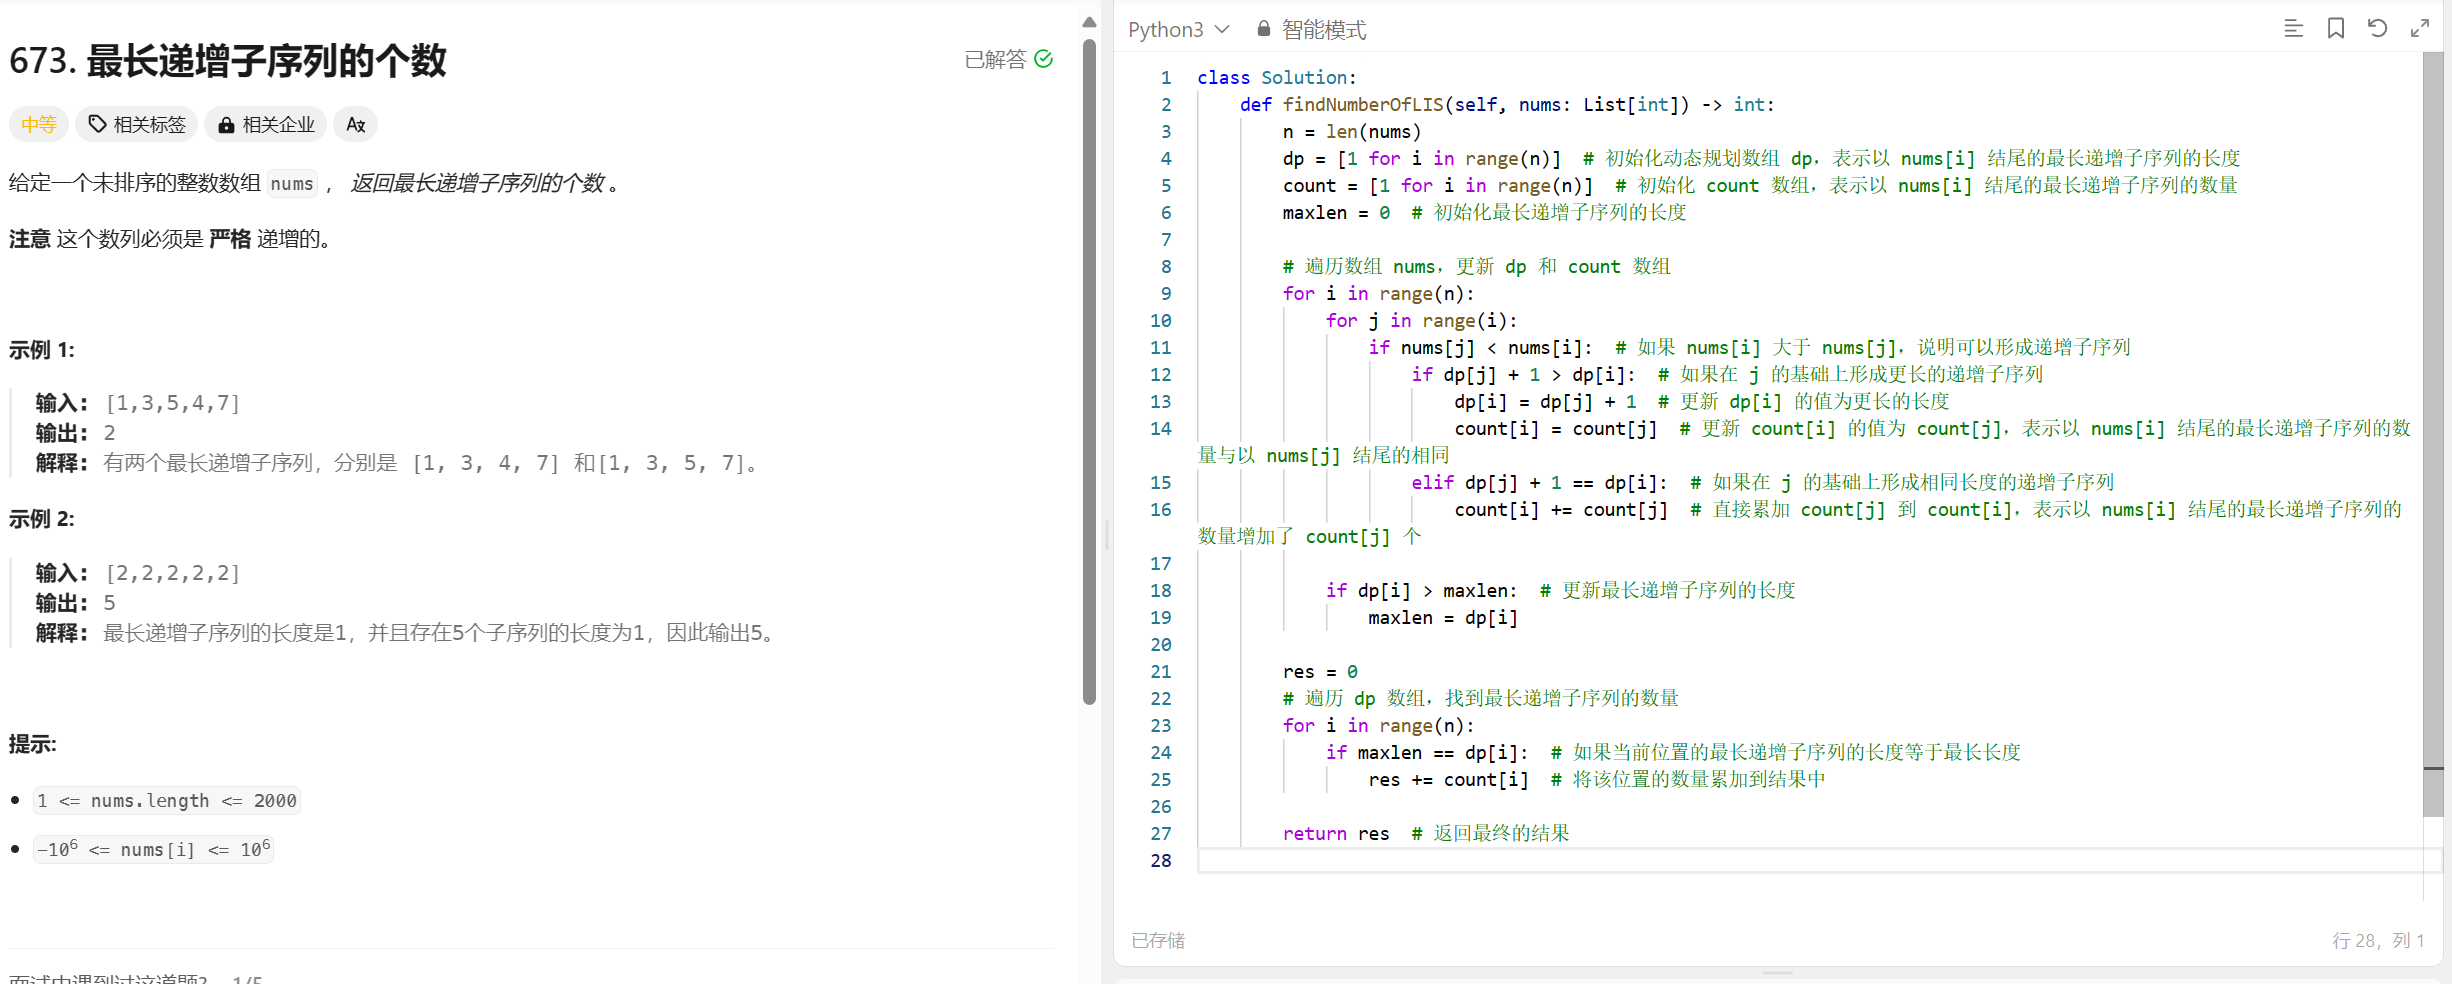 673. 最长递增子序列的个数
已解答
中等 相关标签 相关企业
给定一个未排序的整数数组 nums ， 返回最长递增子序列的个数 。
注意 这个数列必须是 严格 递增的。
示例 1:
输入： [1,3,5,4,7]
输出： 2
解释： 有两个最长递增子序列，分别是 [1, 3, 4, 7] 和[1, 3, 5, 7]。
示例 2:
输入： [2,2,2,2,2]
输出： 5
解释： 最长递增子序列的长度是1，并且存在5个子序列的长度为1，因此输出5。
提示:
1 <= nums.length <= 2000
-10⁶ <= nums[i] <= 10⁶
面试中遇到过这道题? 1/5
Python3 智能模式
1 class Solution:
2     def findNumberOfLIS(self, nums: List[int]) -> int:
3         n = len(nums)
4         dp = [1 for i in range(n)]  # 初始化动态规划数组 dp，表示以 nums[i] 结尾的最长递增子序列的长度
5         count = [1 for i in range(n)]  # 初始化 count 数组，表示以 nums[i] 结尾的最长递增子序列的数量
6         maxlen = 0  # 初始化最长递增子序列的长度
7
8         # 遍历数组 nums，更新 dp 和 count 数组
9         for i in range(n):
10             for j in range(i):
11                 if nums[j] < nums[i]:  # 如果 nums[i] 大于 nums[j]，说明可以形成递增子序列
12                     if dp[j] + 1 > dp[i]:  # 如果在 j 的基础上形成更长的递增子序列
13                         dp[i] = dp[j] + 1  # 更新 dp[i] 的值为更长的长度
14                         count[i] = count[j]  # 更新 count[i] 的值为 count[j]，表示以 nums[i] 结尾的最长递增子序列的数
量与以 nums[j] 结尾的相同
15                     elif dp[j] + 1 == dp[i]:  # 如果在 j 的基础上形成相同长度的递增子序列
16                         count[i] += count[j]  # 直接累加 count[j] 到 count[i]，表示以 nums[i] 结尾的最长递增子序列的
数量增加了 count[j] 个
17
18             if dp[i] > maxlen:  # 更新最长递增子序列的长度
19                 maxlen = dp[i]
20
21         res = 0
22         # 遍历 dp 数组，找到最长递增子序列的数量
23         for i in range(n):
24             if maxlen == dp[i]:  # 如果当前位置的最长递增子序列的长度等于最长长度
25                 res += count[i]  # 将该位置的数量累加到结果中
26
27         return res  # 返回最终的结果
28
已存储
行 28，列 1